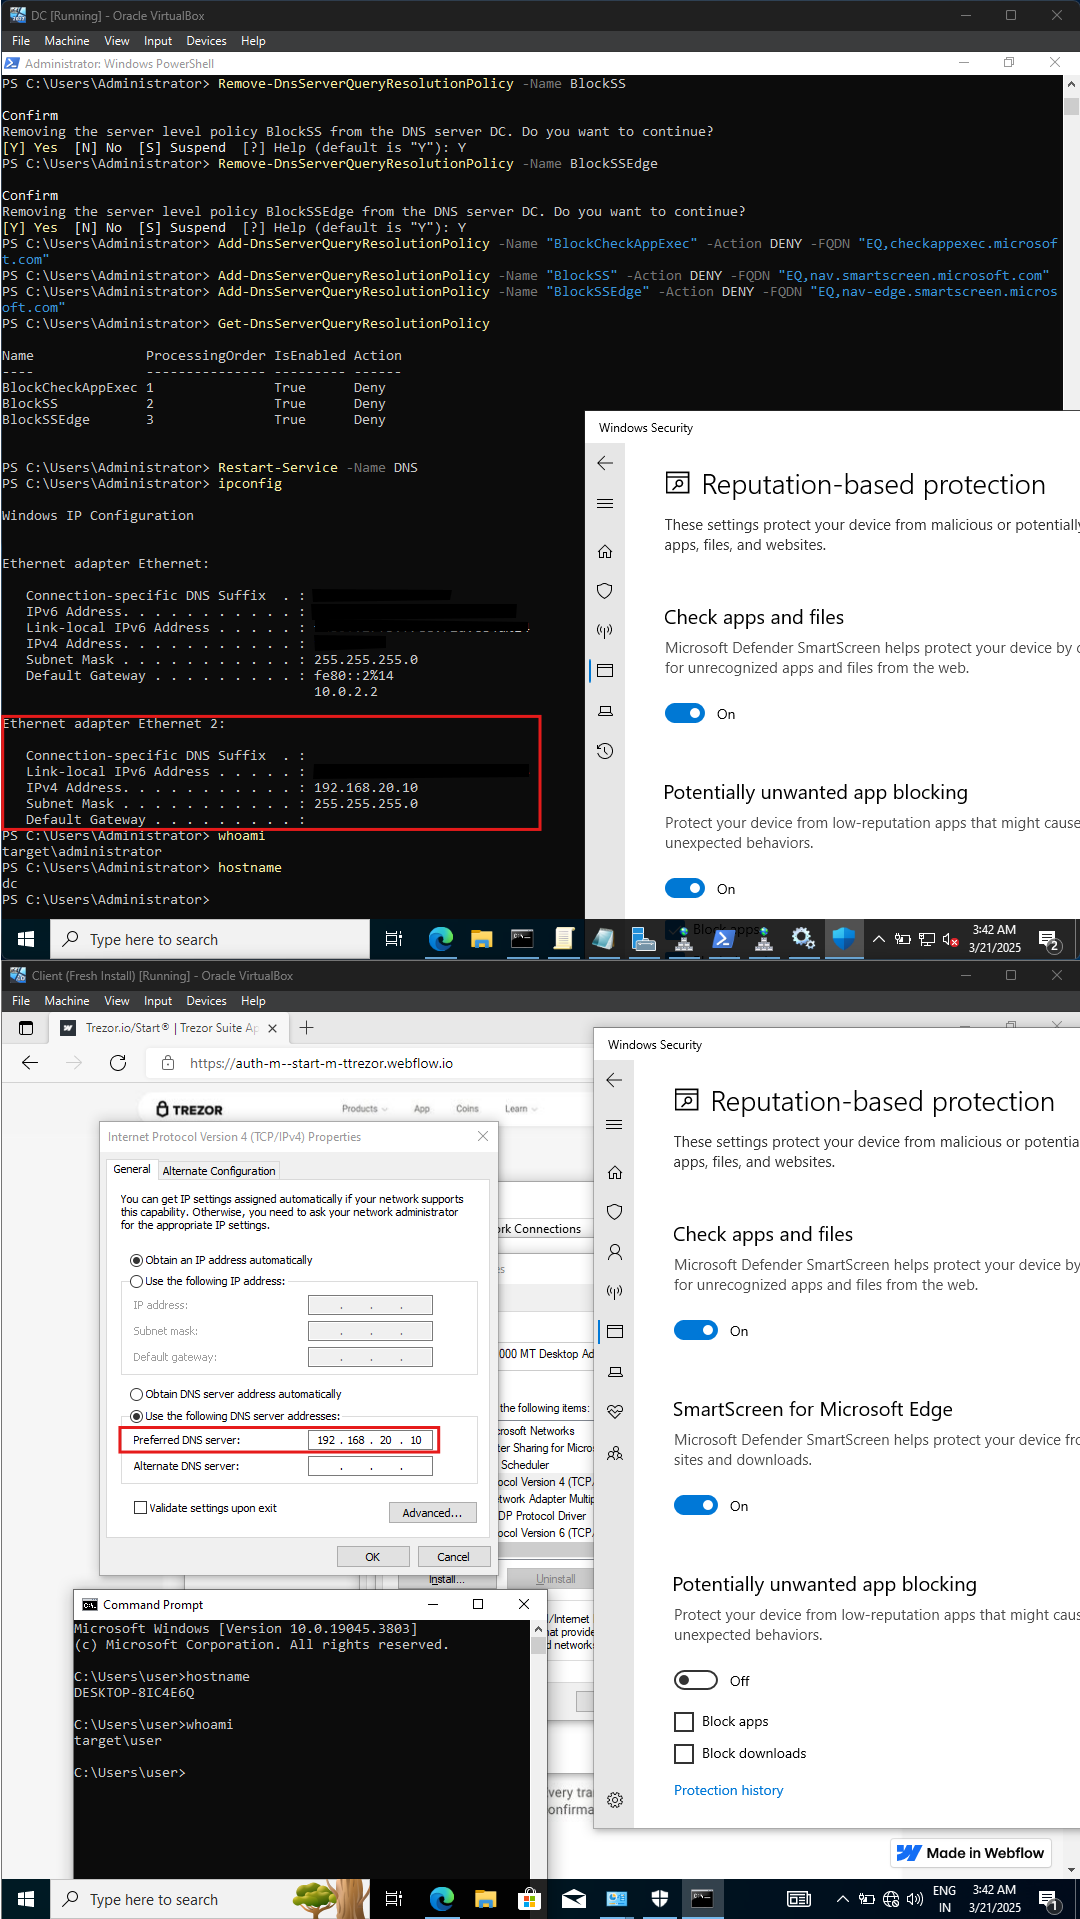 DC [Running] - Oracle VirtualBox
File Machine View Input Devices Help
Administrator: Windows PowerShell
PS C:\Users\Administrator> Remove-DnsServerQueryResolutionPolicy -Name BlockSS
Confirm
Removing the server level policy BlockSS from the DNS server DC. Do you want to continue?
[Y] Yes [N] No [S] Suspend [?] Help (default is "Y"): Y
PS C:\Users\Administrator> Remove-DnsServerQueryResolutionPolicy -Name BlockSSEdge
Confirm
Removing the server level policy BlockSSEdge from the DNS server DC. Do you want to continue?
[Y] Yes [N] No [S] Suspend [?] Help (default is "Y"): Y
PS C:\Users\Administrator> Add-DnsServerQueryResolutionPolicy -Name "BlockCheckAppExec" -Action DENY -FQDN "EQ,checkappexec.microsof
t.com"
PS C:\Users\Administrator> Add-DnsServerQueryResolutionPolicy -Name "BlockSS" -Action DENY -FQDN "EQ,nav.smartscreen.microsoft.com"
PS C:\Users\Administrator> Add-DnsServerQueryResolutionPolicy -Name "BlockSSEdge" -Action DENY -FQDN "EQ,nav-edge.smartscreen.micros
oft.com"
PS C:\Users\Administrator> Get-DnsServerQueryResolutionPolicy
Name ProcessingOrder IsEnabled Action
---- --------------- --------- ------
BlockCheckAppExec 1 True Deny
BlockSS 2 True Deny
BlockSSEdge 3 True Deny
PS C:\Users\Administrator> Restart-Service -Name DNS
PS C:\Users\Administrator> ipconfig
Windows IP Configuration
Ethernet adapter Ethernet:
Connection-specific DNS Suffix . :
IPv6 Address. . . . . . . . . . . :
Link-local IPv6 Address . . . . . :
IPv4 Address. . . . . . . . . . . :
Subnet Mask . . . . . . . . . . . : 255.255.255.0
Default Gateway . . . . . . . . . : fe80::2%14
10.0.2.2
Ethernet adapter Ethernet 2:
Connection-specific DNS Suffix . :
Link-local IPv6 Address . . . . . :
IPv4 Address. . . . . . . . . . . : 192.168.20.10
Subnet Mask . . . . . . . . . . . : 255.255.255.0
Default Gateway . . . . . . . . . :
PS C:\Users\Administrator> whoami
target\administrator
PS C:\Users\Administrator> hostname
dc
PS C:\Users\Administrator>
Windows Security
Reputation-based protection
These settings protect your device from malicious or potentially
apps, files, and websites.
Check apps and files
Microsoft Defender SmartScreen helps protect your device by
for unrecognized apps and files from the web.
On
Potentially unwanted app blocking
Protect your device from low-reputation apps that might cause
unexpected behaviors.
On
Block apps
Type here to search
3:42 AM
3/21/2025
2
Client (Fresh Install) [Running] - Oracle VirtualBox
File Machine View Input Devices Help
Trezor.io/Start® | Trezor Suite Ap
https://auth-m--start-m-ttrezor.webflow.io
TREZOR
Products App Coins Learn
Internet Protocol Version 4 (TCP/IPv4) Properties
General Alternate Configuration
You can get IP settings assigned automatically if your network supports
this capability. Otherwise, you need to ask your network administrator
for the appropriate IP settings.
Obtain an IP address automatically
Use the following IP address:
IP address:
Subnet mask:
Default gateway:
Obtain DNS server address automatically
Use the following DNS server addresses:
Preferred DNS server: 192 . 168 . 20 . 10
Alternate DNS server:
Validate settings upon exit
Advanced...
OK Cancel
rk Connections
es
000 MT Desktop Ad
the following items:
crosoft Networks
ter Sharing for Micros
Scheduler
ocol Version 4 (TCP/
twork Adapter Multip
DP Protocol Driver
ocol Version 6 (TCP/
Install... Uninstall
l/Internet
hat provide
d network
very tra
onfirma
Command Prompt
Microsoft Windows [Version 10.0.19045.3803]
(c) Microsoft Corporation. All rights reserved.
C:\Users\user>hostname
DESKTOP-8IC4E6Q
C:\Users\user>whoami
target\user
C:\Users\user>
Windows Security
Reputation-based protection
These settings protect your device from malicious or potentia
apps, files, and websites.
Check apps and files
Microsoft Defender SmartScreen helps protect your device by
for unrecognized apps and files from the web.
On
SmartScreen for Microsoft Edge
Microsoft Defender SmartScreen helps protect your device fro
sites and downloads.
On
Potentially unwanted app blocking
Protect your device from low-reputation apps that might caus
unexpected behaviors.
Off
Block apps
Block downloads
Protection history
Made in Webflow
Type here to search
ENG
IN
3:42 AM
3/21/2025
1